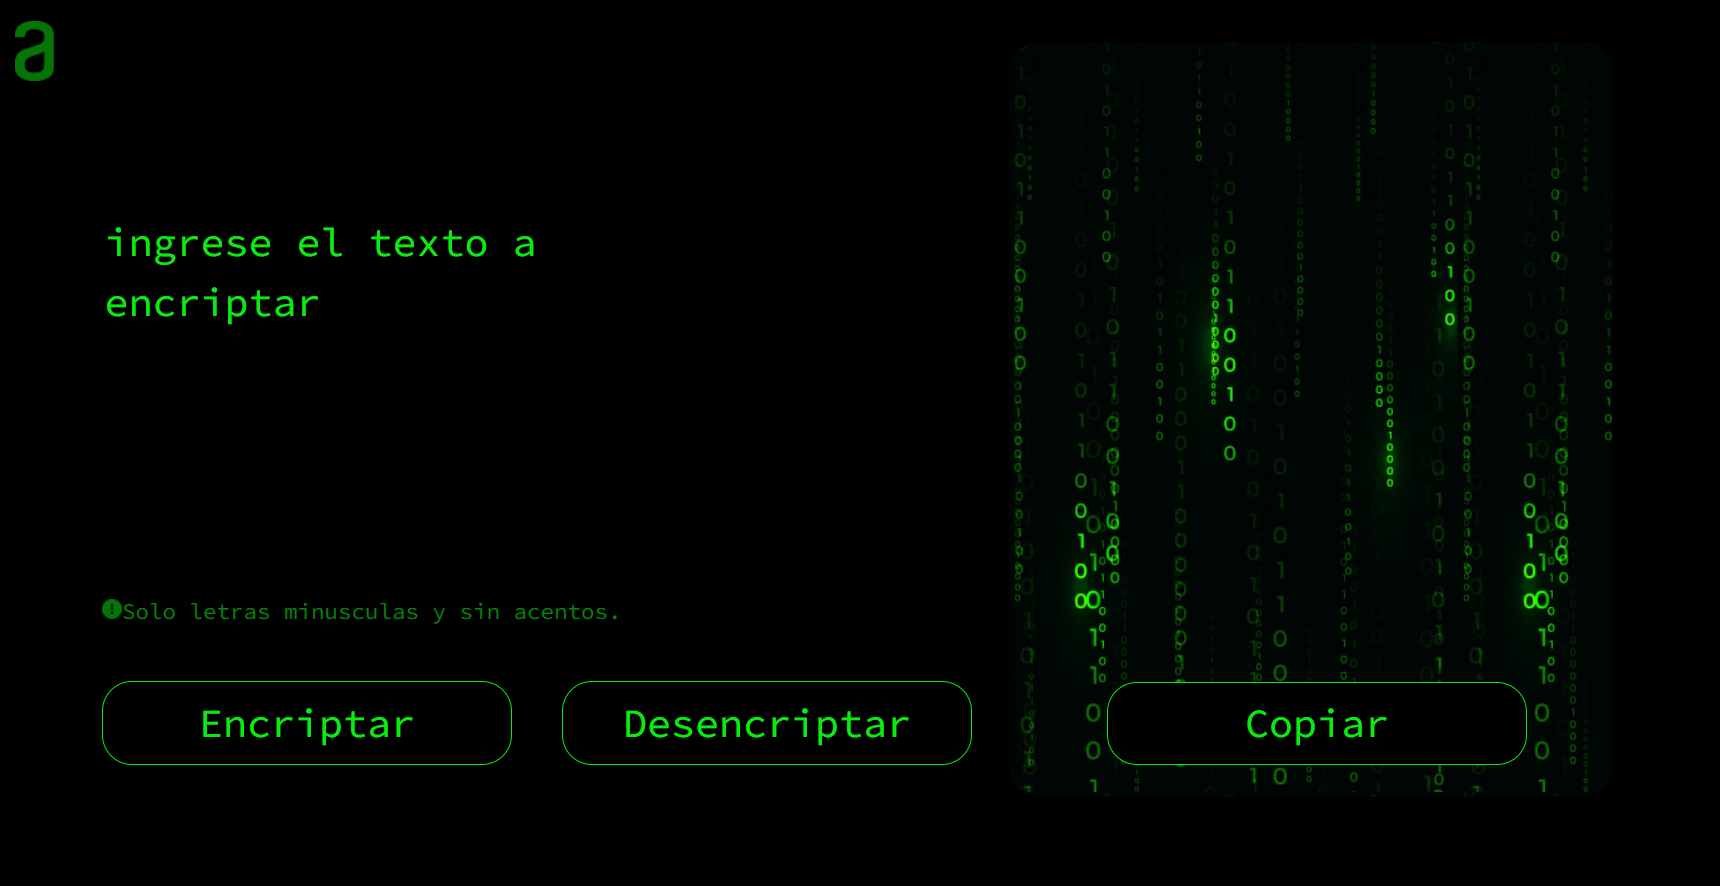 a
ingrese el texto a
encriptar
Solo letras minusculas y sin acentos.
Encriptar
Desencriptar
Copiar